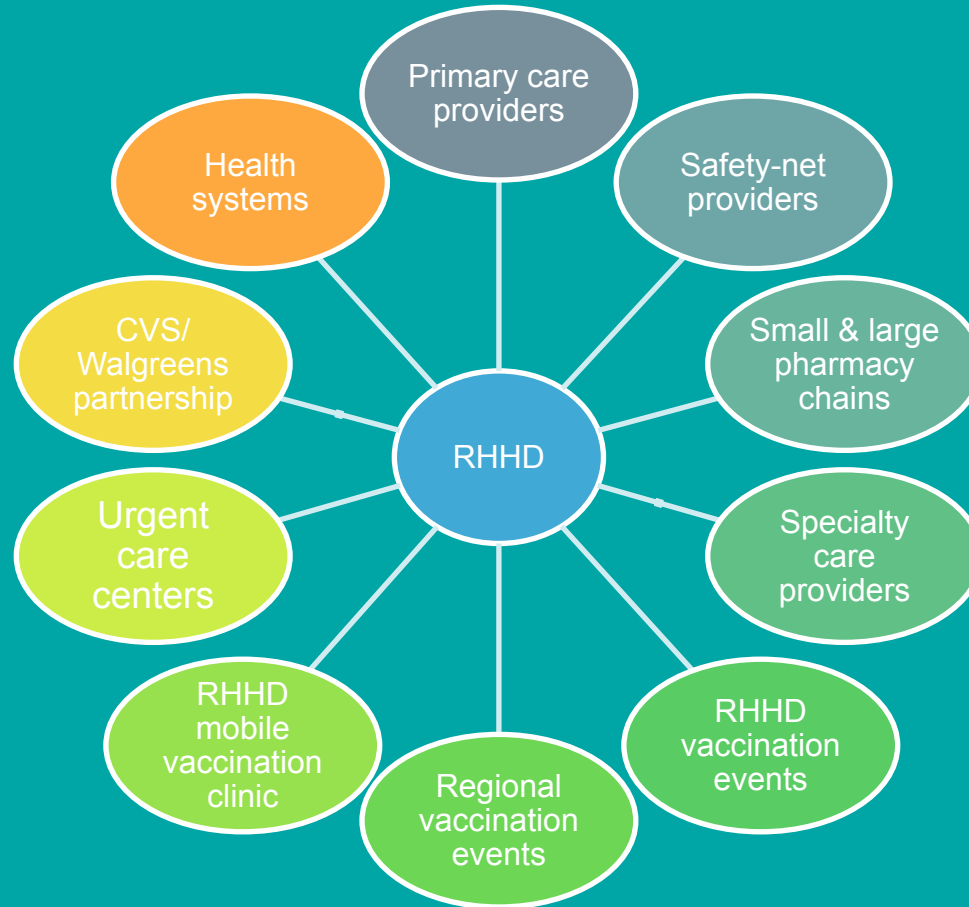 Primary care
providers
Health
systems
Safety-net
providers
CVS/
Walgreens
partnership
Small & large
pharmacy
chains
RHHD
Urgent
care
centers
Specialty
care
providers
RHHD
mobile
vaccination
clinic
RHHD
vaccination
events
Regional
vaccination
events